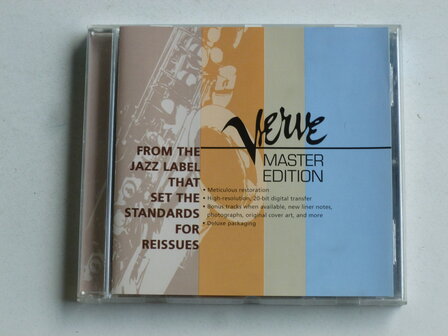 Verve
MASTER
EDITION
FROM THE
JAZZ LABEL
THAT
SET THE
STANDARDS
FOR
REISSUES
• Meticulous restoration
• High-resolution, 20-bit digital transfer
• Bonus tracks when available, new liner notes,
photographs, original cover art, and more
• Deluxe packaging